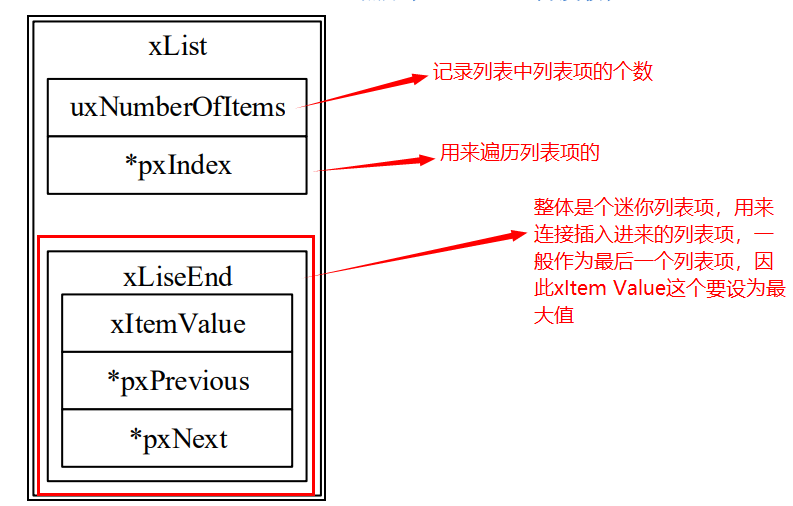 xList
uxNumberOfItems
*pxIndex
xLiseEnd
xItemValue
*pxPrevious
*pxNext
记录列表中列表项的个数
用来遍历列表项的
整体是个迷你列表项，用来
连接插入进来的列表项，一
般作为最后一个列表项，因
此xItem Value这个要设为最
大值